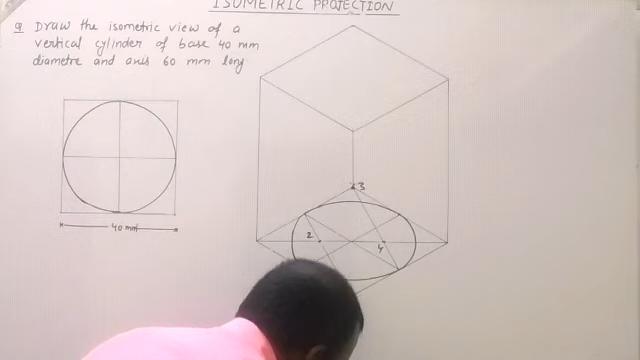 ISOMETRIC PROJECTION
Q Draw the isometric view of a
vertical cylinder of base 40 mm
diametre and axis 60 mm long
3
2
4
40 mm